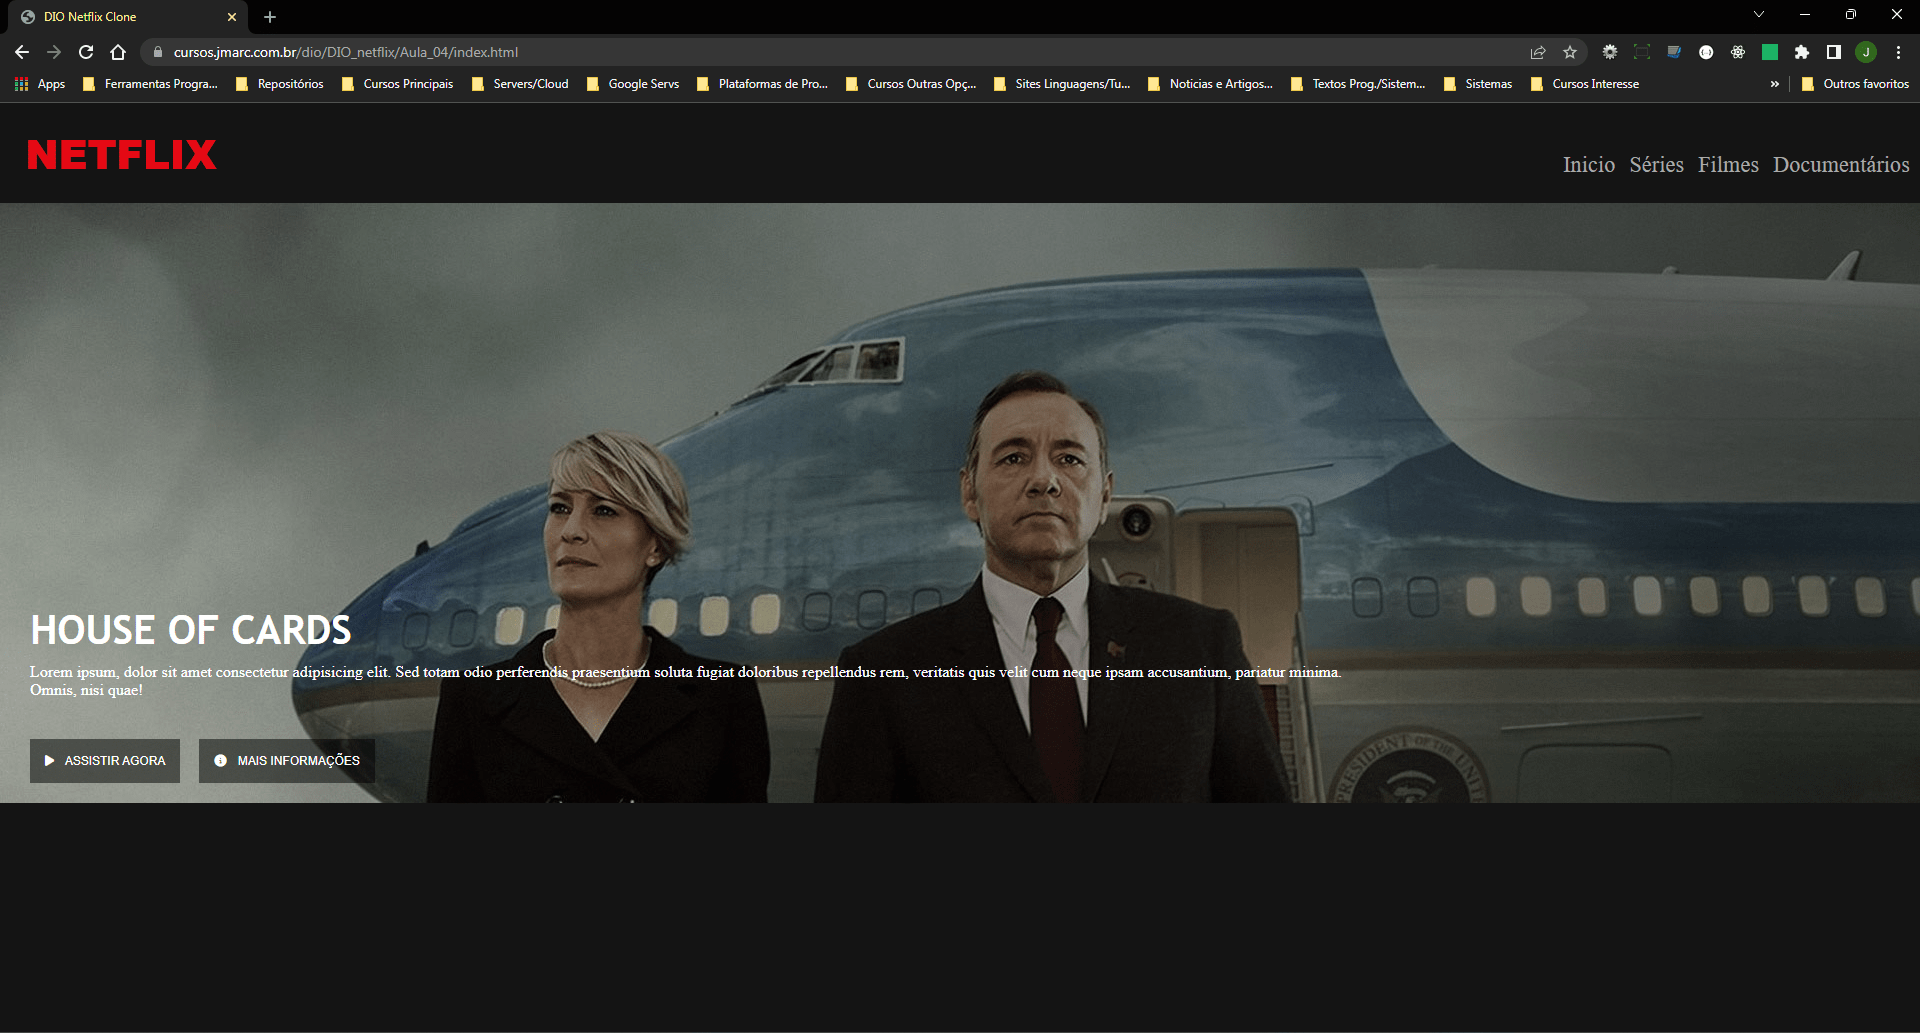 DIO Netflix Clone
cursos.jmarc.com.br/dio/DIO_netflix/Aula_04/index.html
J
Apps Ferramentas Progra... Repositórios Cursos Principais Servers/Cloud Google Servs Plataformas de Pro... Cursos Outras Opç... Sites Linguagens/Tu... Noticias e Artigos... Textos Prog./Sistem... Sistemas Cursos Interesse » Outros favoritos
NETFLIX
Inicio Séries Filmes Documentários
HOUSE OF CARDS
Lorem ipsum, dolor sit amet consectetur adipisicing elit. Sed totam odio perferendis praesentium soluta fugiat doloribus repellendus rem, veritatis quis velit cum neque ipsam accusantium, pariatur minima.
Omnis, nisi quae!
ASSISTIR AGORA MAIS INFORMAÇÕES
PRESIDENT OF THE UNITED